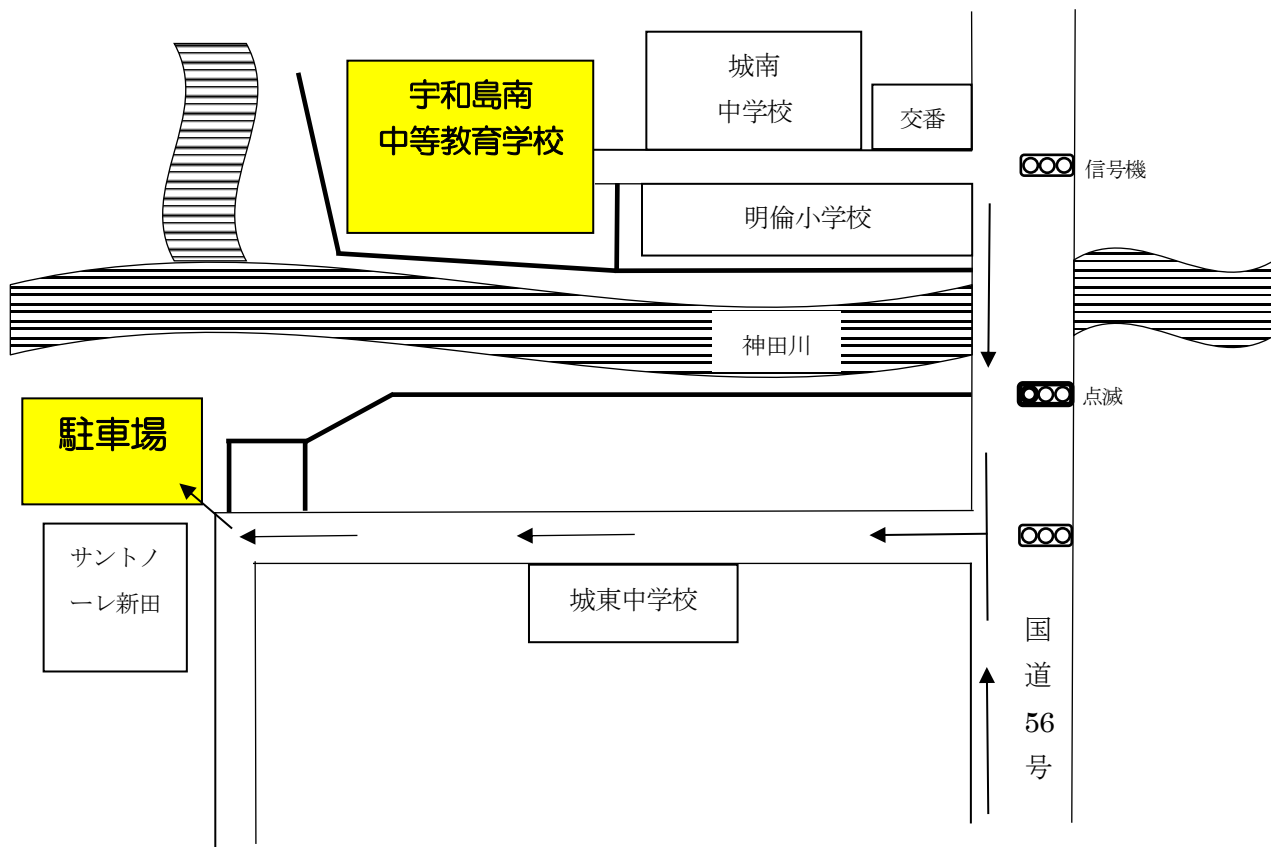 城南
中学校
宇和島南
中等教育学校
交番
信号機
明倫小学校
神田川
点滅
駐車場
サントノ
ーレ新田
城東中学校
国
道
56
号